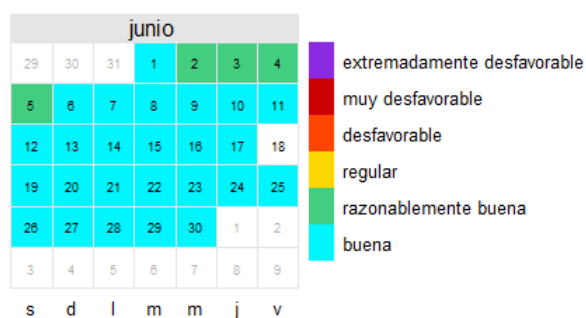 junio
29 30 31 1 2 3 4
5 6 7 8 9 10 11
12 13 14 15 16 17 18
19 20 21 22 23 24 25
26 27 28 29 30 1 2
3 4 5 6 7 8 9
s d l m m j v
extremadamente desfavorable
muy desfavorable
desfavorable
regular
razonablemente buena
buena